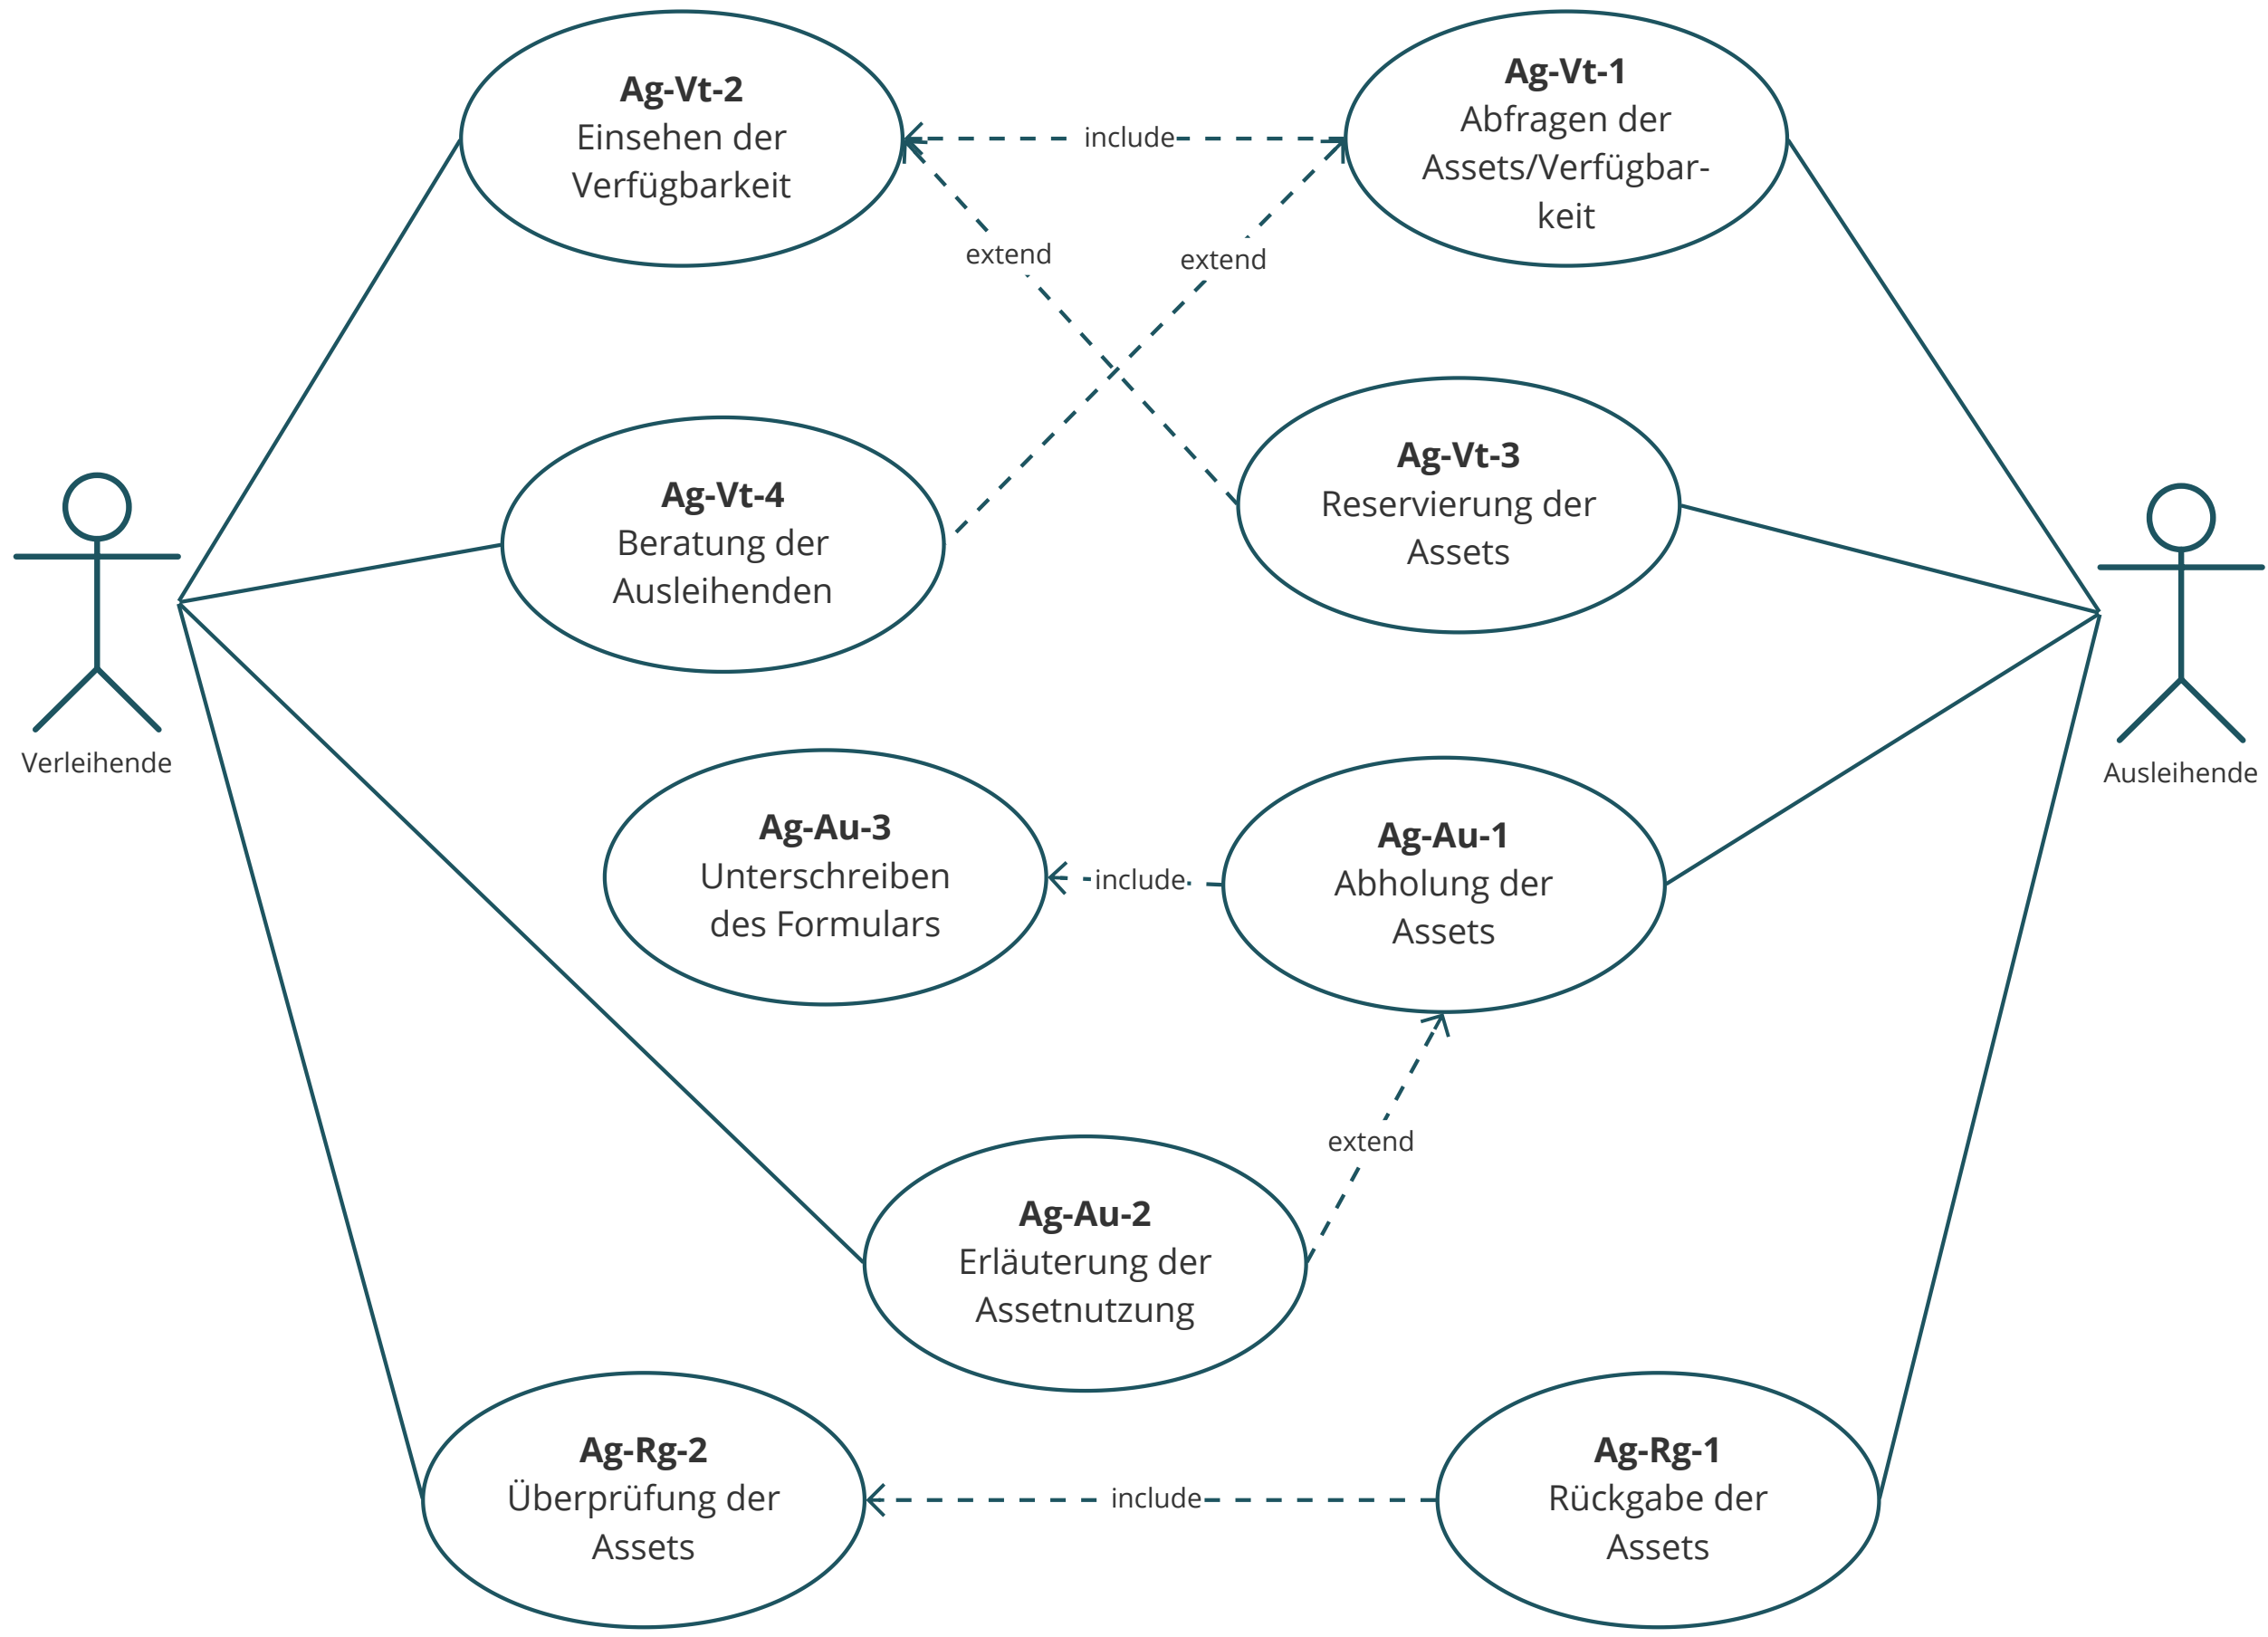 Ag-Vt-2
Einsehen der
Verfügbarkeit
include
Ag-Vt-1
Abfragen der
Assets/Verfügbar-
keit
extend
extend
Ag-Vt-4
Beratung der
Ausleihenden
Ag-Vt-3
Reservierung der
Assets
Verleihende
Ausleihende
Ag-Au-3
Unterschreiben
des Formulars
include
Ag-Au-1
Abholung der
Assets
extend
Ag-Au-2
Erläuterung der
Assetnutzung
Ag-Rg-2
Überprüfung der
Assets
include
Ag-Rg-1
Rückgabe der
Assets